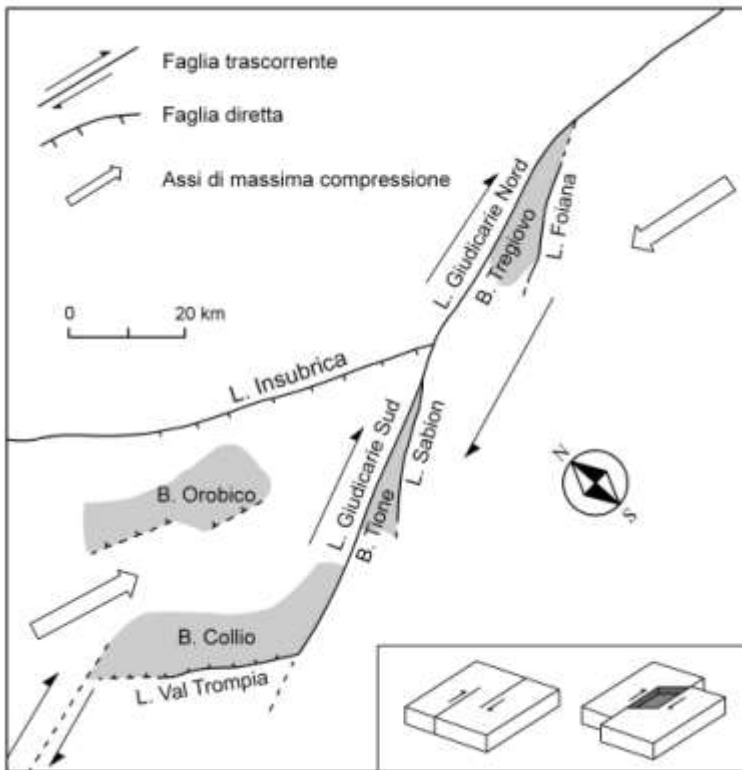 Faglia trascorrente
Faglia diretta
Assi di massima compressione
0 20 km
L. Giudicarie Nord
B. Tregiovo
L. Foiana
L. Insubrica
L. Giudicarie Sud
B. Tione
L. Sabion
N
S
B. Orobico
B. Collio
L. Val Trompia